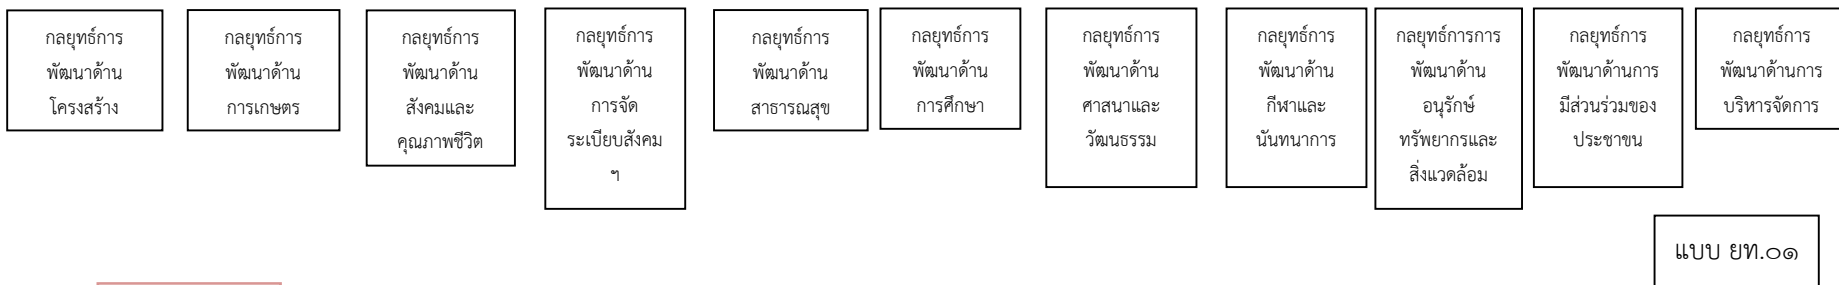 กลยุทธ์การ
พัฒนาด้าน
โครงสร้าง
กลยุทธ์การ
พัฒนาด้าน
การเกษตร
กลยุทธ์การ
พัฒนาด้าน
สังคมและ
คุณภาพชีวิต
กลยุทธ์การ
พัฒนาด้าน
การจัด
ระเบียบสังคม
ฯ
กลยุทธ์การ
พัฒนาด้าน
สาธารณสุข
กลยุทธ์การ
พัฒนาด้าน
การศึกษา
กลยุทธ์การ
พัฒนาด้าน
ศาสนาและ
วัฒนธรรม
กลยุทธ์การ
พัฒนาด้าน
กีฬาและ
นันทนาการ
กลยุทธ์การการ
พัฒนาด้าน
อนุรักษ์
ทรัพยากรและ
สิ่งแวดล้อม
กลยุทธ์การ
พัฒนาด้านการ
มีส่วนร่วมของ
ประชาชน
กลยุทธ์การ
พัฒนาด้านการ
บริหารจัดการ
แบบ ยท.๐๑